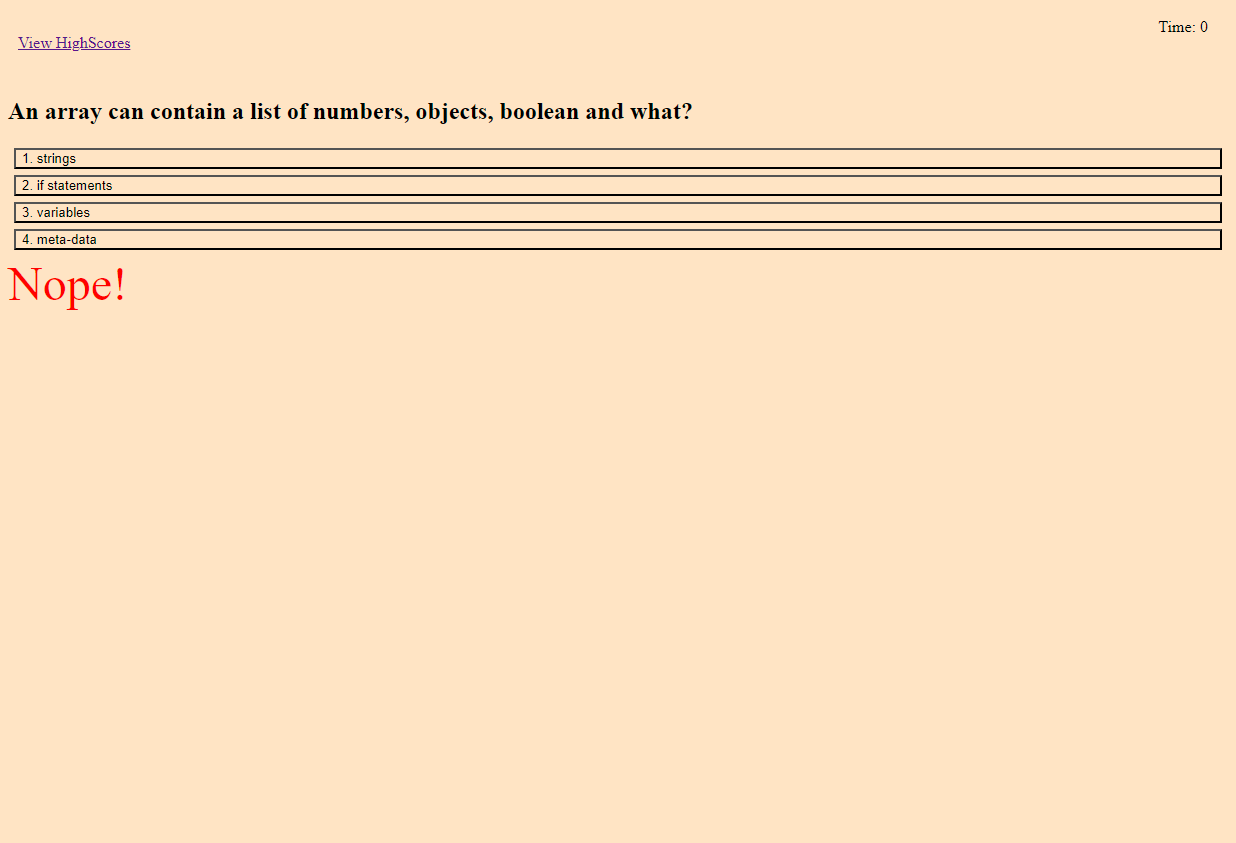 Time: 0
View HighScores
An array can contain a list of numbers, objects, boolean and what?
1. strings
2. if statements
3. variables
4. meta-data
Nope!